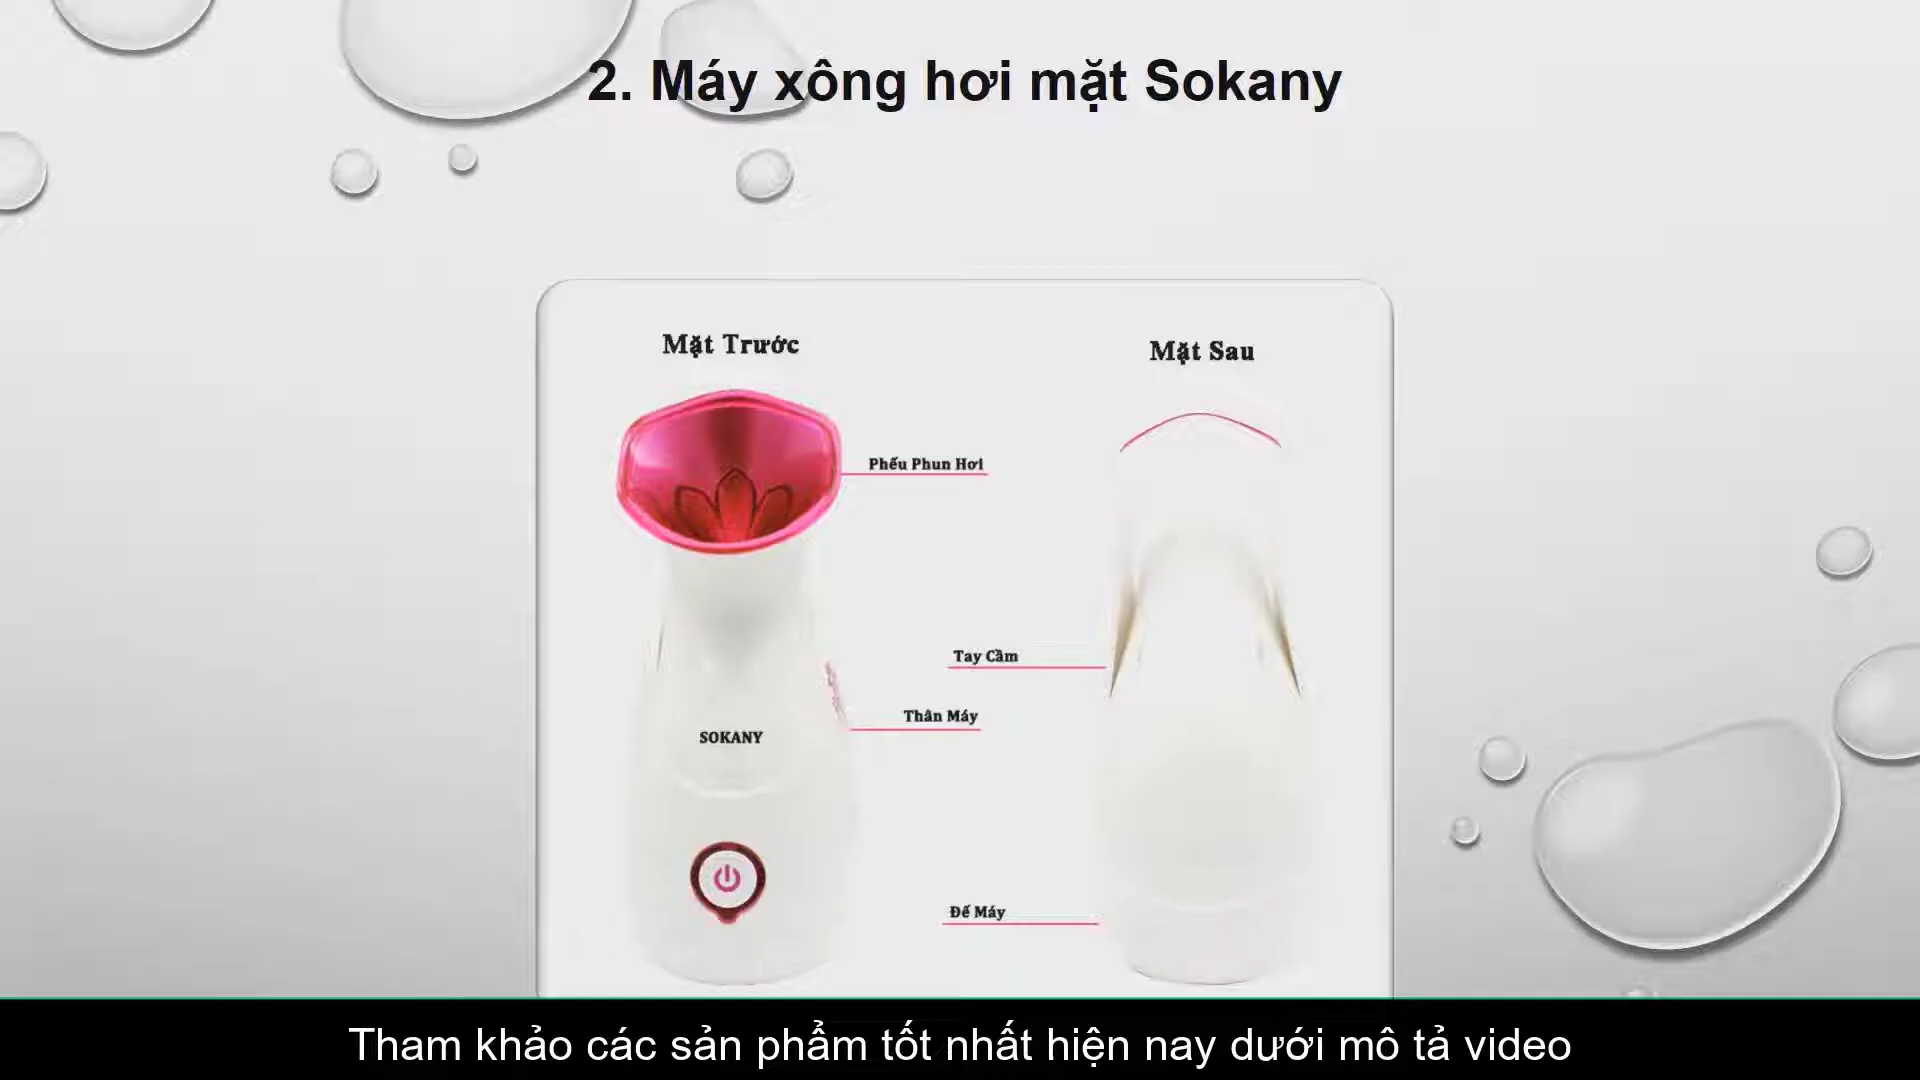 2. Máy xông hơi mặt Sokany
Mặt Trước
Mặt Sau
Phếu Phun Hơi
Tay Cầm
Thân Máy
SOKANY
Đế Máy
Tham khảo các sản phẩm tốt nhất hiện nay dưới mô tả video